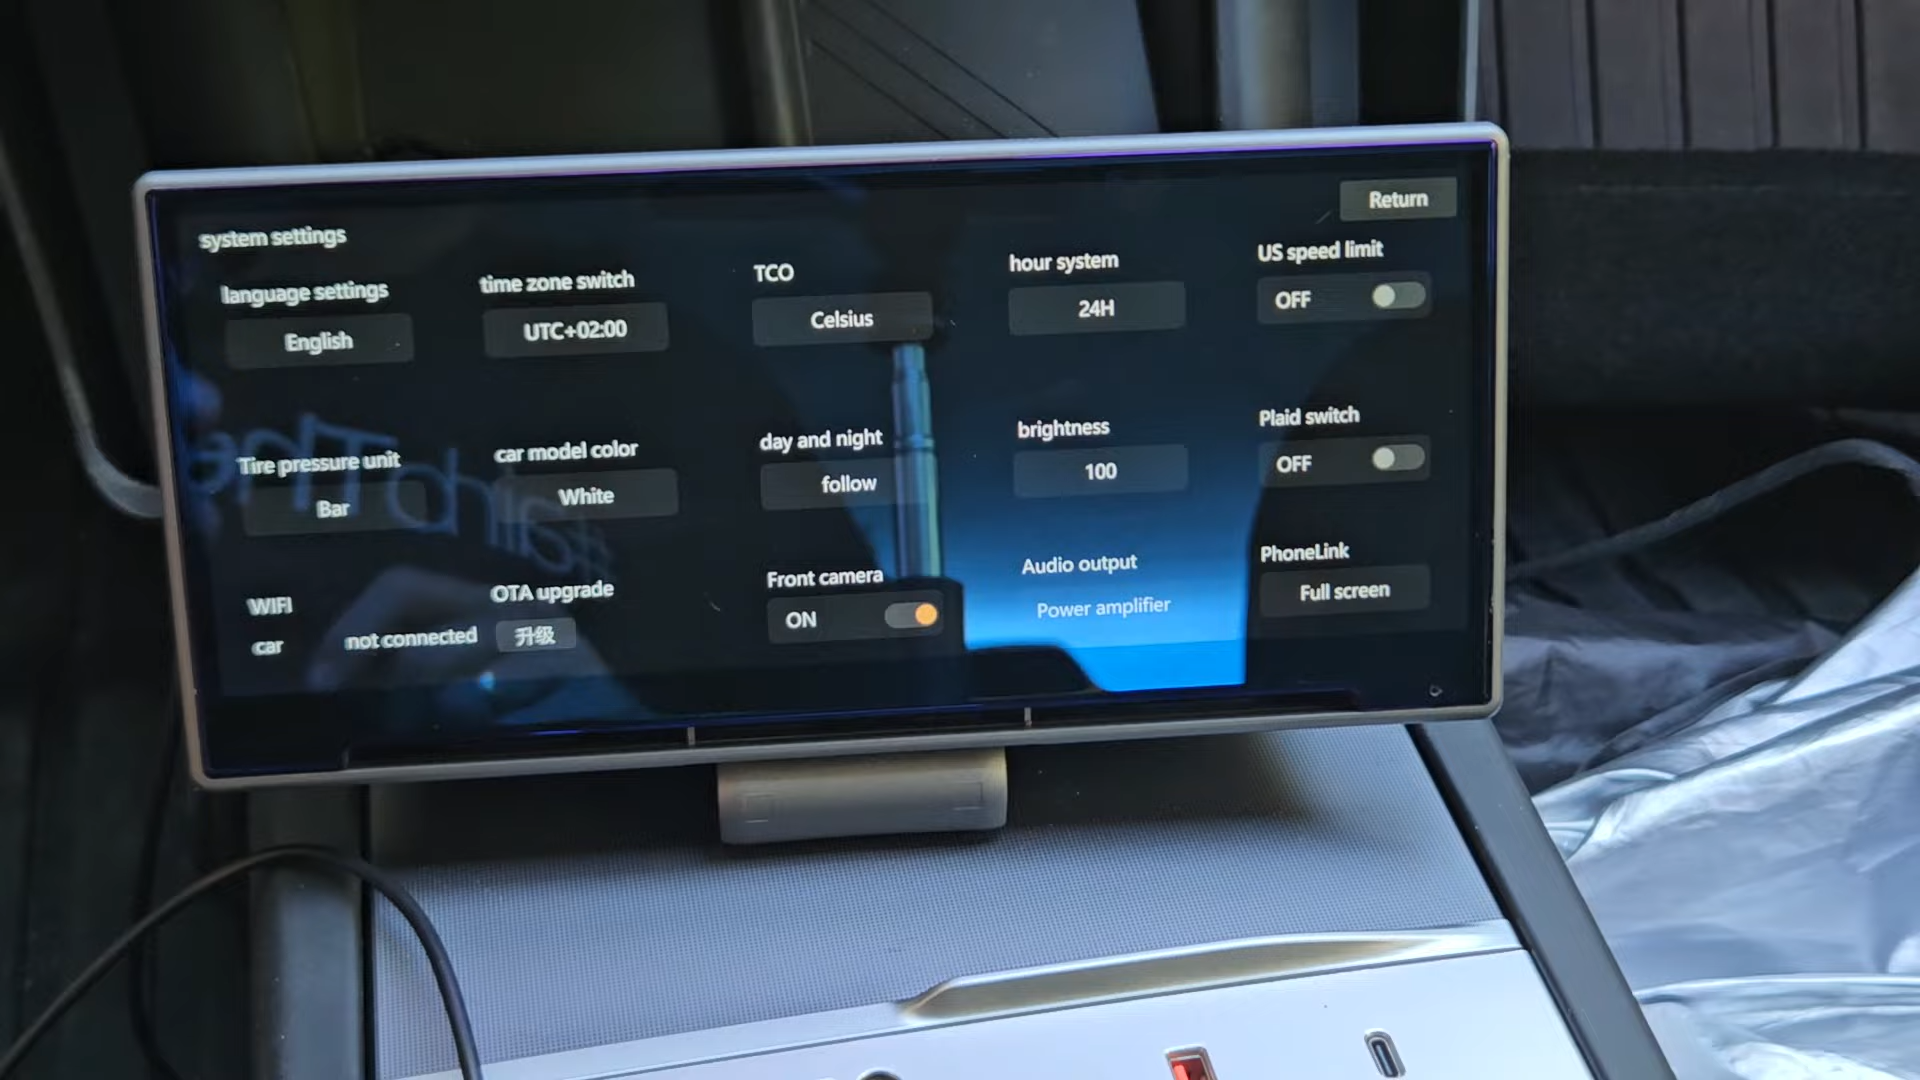 Return
system settings
language settings
English
time zone switch
UTC+02:00
TCO
Celsius
hour system
24H
US speed limit
OFF
Tire pressure unit
Bar
car model color
White
day and night
follow
brightness
100
Plaid switch
OFF
WIFI
car
not connected
OTA upgrade
升级
Front camera
ON
Audio output
Power amplifier
PhoneLink
Full screen